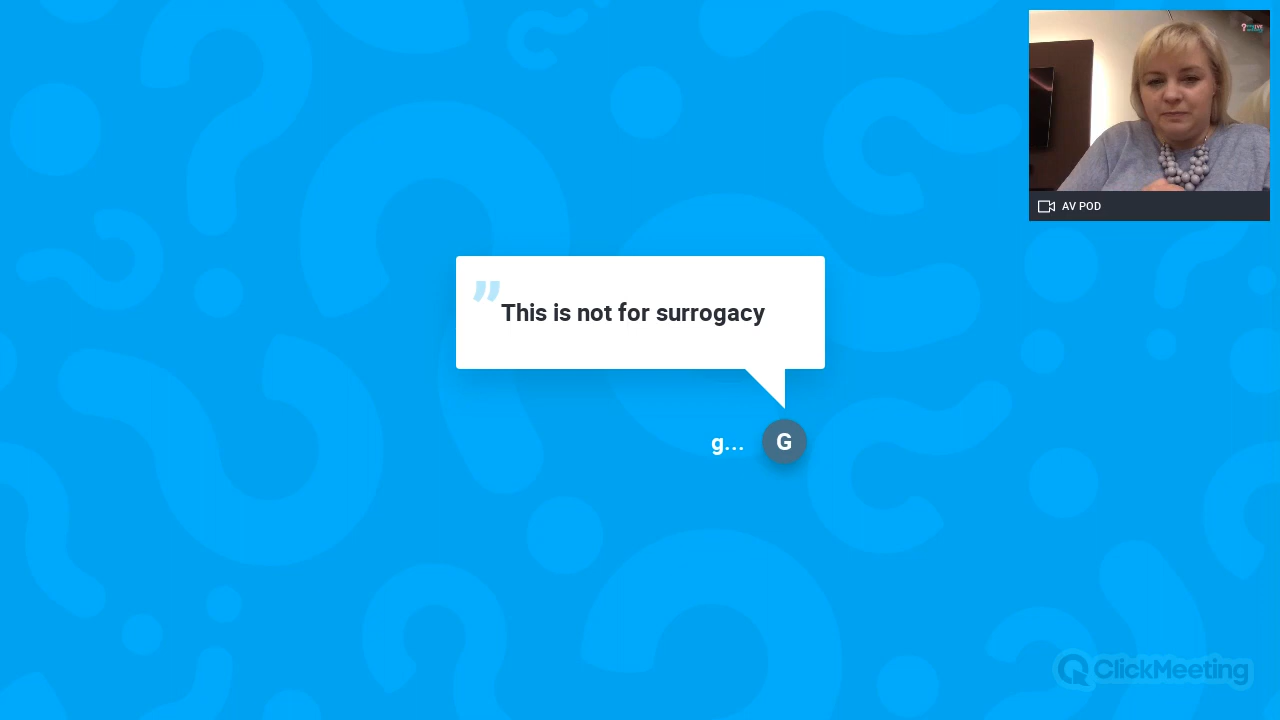 AV POD
”
This is not for surrogacy
g...
G
ClickMeeting